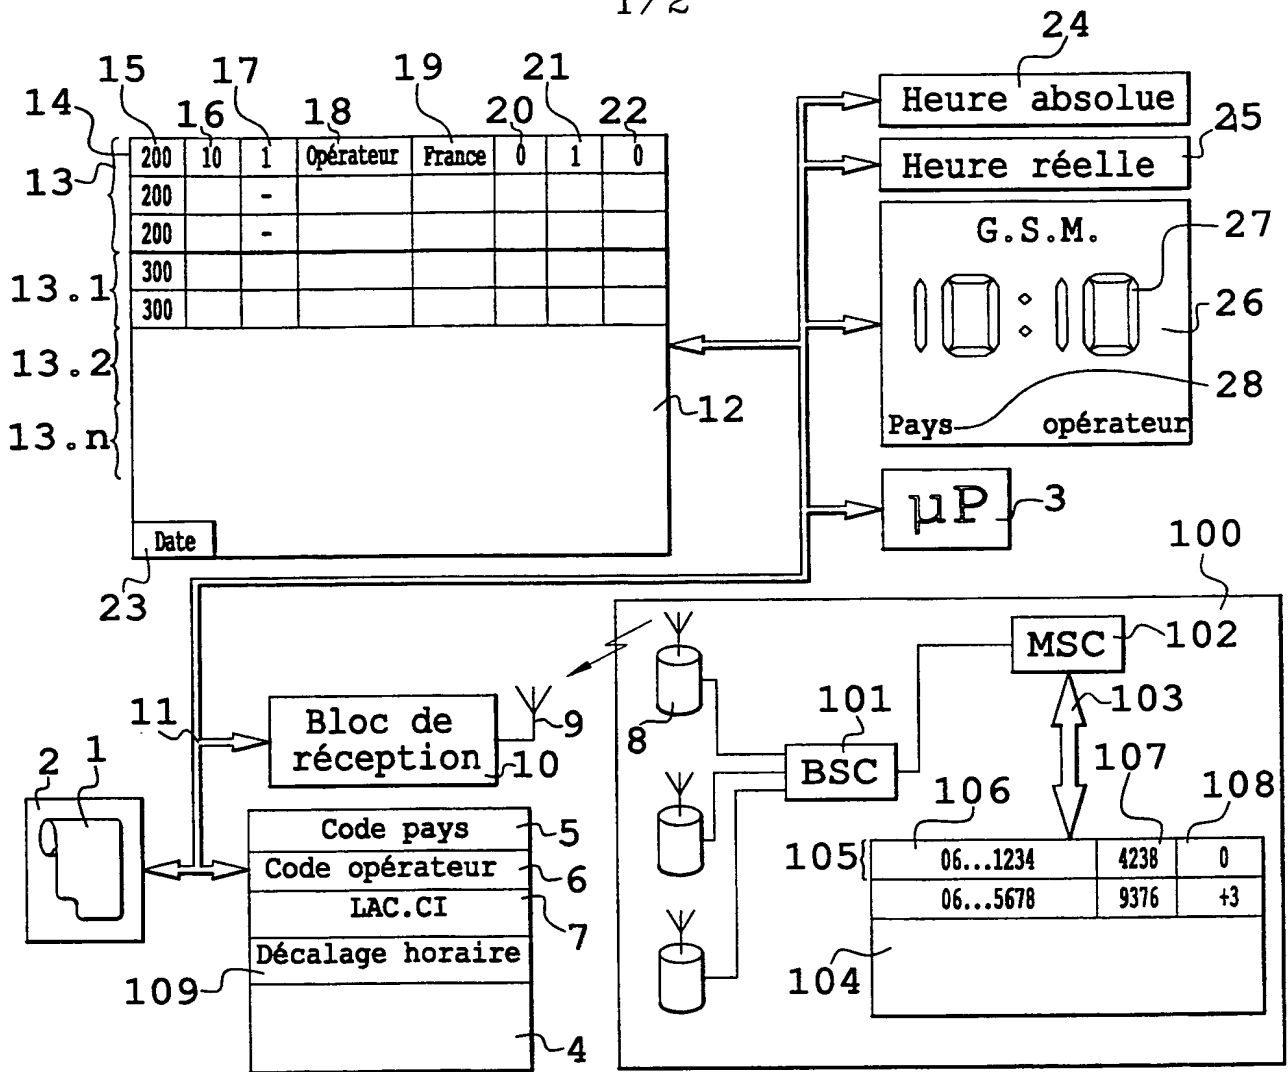 1/2
24
15 17 19 21
14 16 18 20 22
Heure absolue
25
13
200 10 1 Opérateur France 0 1 0
Heure réelle
200 -
200 -
G.S.M.
27
13.1
300
300
10:10
26
13.2
28
12
13.n
Pays opérateur
µP
3
Date
23
100
MSC
102
11
Bloc de
réception
9
10
8
101
BSC
103
2 1
107
106 108
Code pays
5
105
06...1234 4238 0
Code opérateur
6
06...5678 9376 +3
LAC.CI
7
Décalage horaire
109
104
4